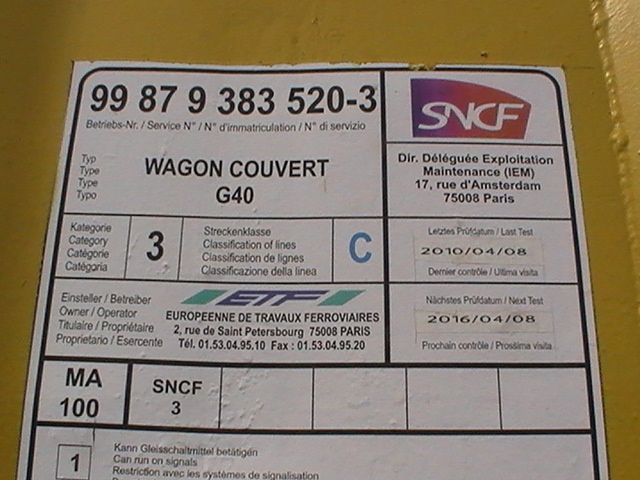 99 87 9 383 520-3
Betriebs-Nr. / Service N° / N° d'immatriculation / N° di servizio
SNCF
Typ
Type
Type
Typo
WAGON COUVERT
G40
Dir. Déléguée Exploitation
Maintenance (IEM)
17, rue d'Amsterdam
75008 Paris
Kategorie
Category
Catégorie
Catégoria
3
Streckenklasse
Classification of lines
Classification de lignes
Classificazione della linea
C
Letztes Prüfdatum / Last Test
2010/04/08
Dernier contrôle / Ultima visita
Einsteller / Betreiber
Owner / Operator
Titulaire / Propriétaire
Proprietario / Esercente
ETF
EUROPEENNE DE TRAVAUX FERROVIAIRES
2, rue de Saint Petersbourg 75008 PARIS
Tél. 01.53.04.95.10 Fax : 01.53.04.95.20
Nächstes Prüfdatum / Next Test
2016/04/08
Prochain contrôle / Prossima visita
MA
100
SNCF
3
1
Kann Gleisschaltmittel betätigen
Can run on signals
Restriction avec les systèmes de signalisation